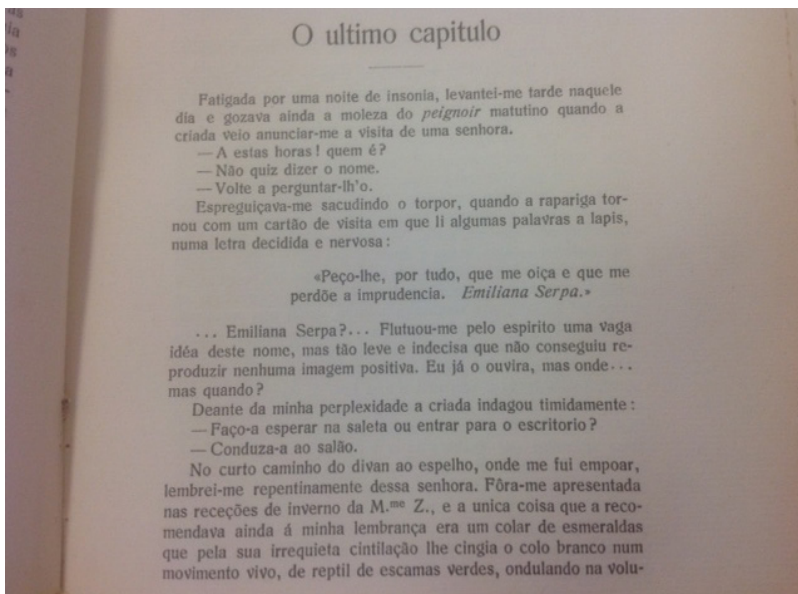 O ultimo capitulo
Fatigada por uma noite de insonia, levantei-me tarde naquele
dia e gozava ainda a moleza do peignoir matutino quando a
criada veio anunciar-me a visita de uma senhora.
— A estas horas! quem é?
— Não quiz dizer o nome.
— Volte a perguntar-lh'o.
Espreguiçava-me sacudindo o torpor, quando a rapariga tor-
nou com um cartão de visita em que li algumas palavras a lapis,
numa letra decidida e nervosa:
«Peço-lhe, por tudo, que me oiça e que me
perdõe a imprudencia. Emiliana Serpa.»
... Emiliana Serpa?... Flutuou-me pelo espirito uma vaga
idéa deste nome, mas tão leve e indecisa que não conseguiu re-
produzir nenhuma imagem positiva. Eu já o ouvira, mas onde...
mas quando?
Deante da minha perplexidade a criada indagou timidamente:
— Faço-a esperar na saleta ou entrar para o escritorio?
— Conduza-a ao salão.
No curto caminho do divan ao espelho, onde me fui empoar,
lembrei-me repentinamente dessa senhora. Fôra-me apresentada
nas receções de inverno da M.me Z., e a unica coisa que a reco-
mendava ainda á minha lembrança era um colar de esmeraldas
que pela sua irrequieta cintilação lhe cingia o colo branco num
movimento vivo, de reptil de escamas verdes, ondulando na volu-